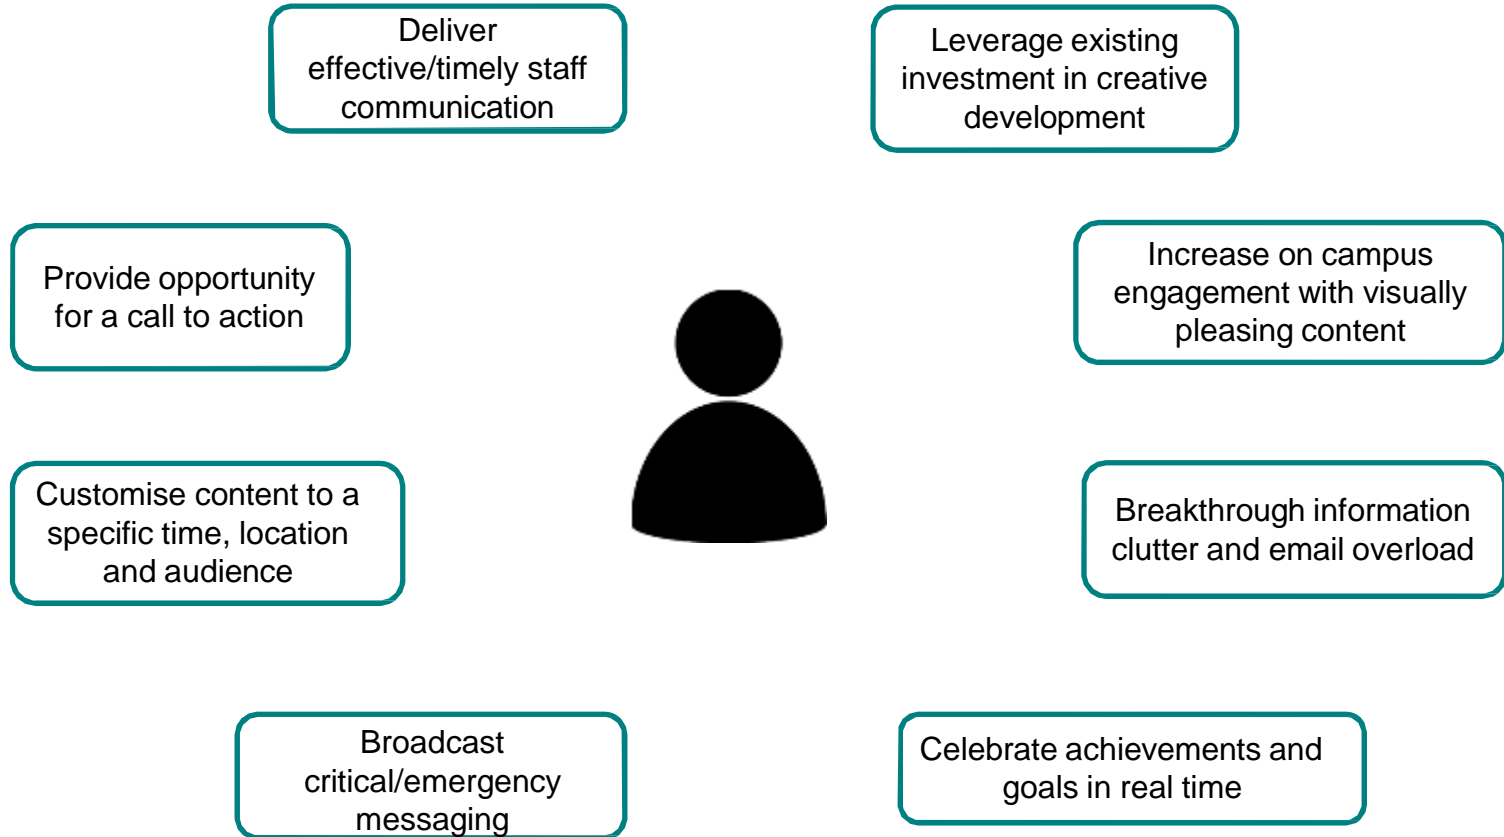 Deliver
effective/timely staff
communication
Leverage existing
investment in creative
development
Provide opportunity
for a call to action
Increase on campus
engagement with visually
pleasing content
Customise content to a
specific time, location
and audience
Breakthrough information
clutter and email overload
Broadcast
critical/emergency
messaging
Celebrate achievements and
goals in real time